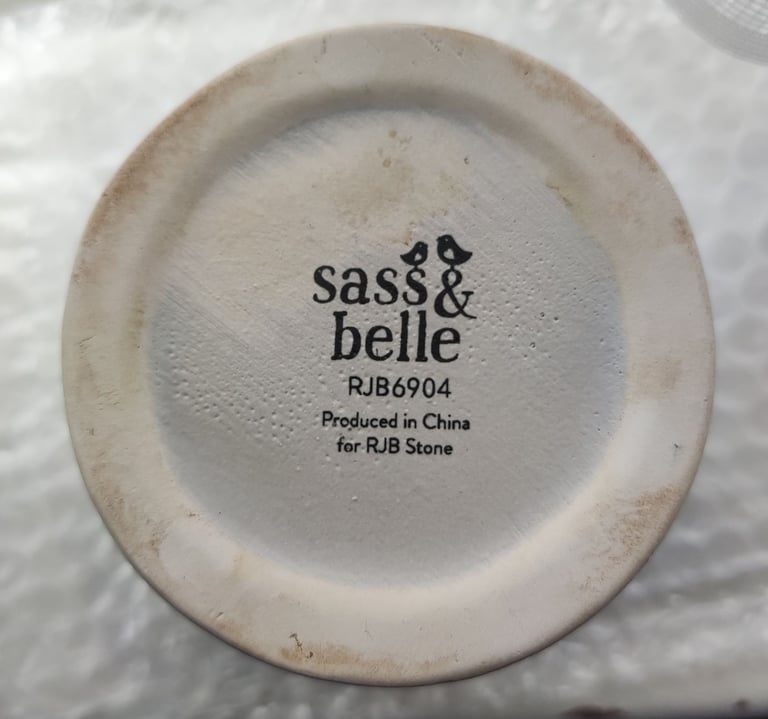 sass &
belle
RJB6904
Produced in China
for RJB Stone